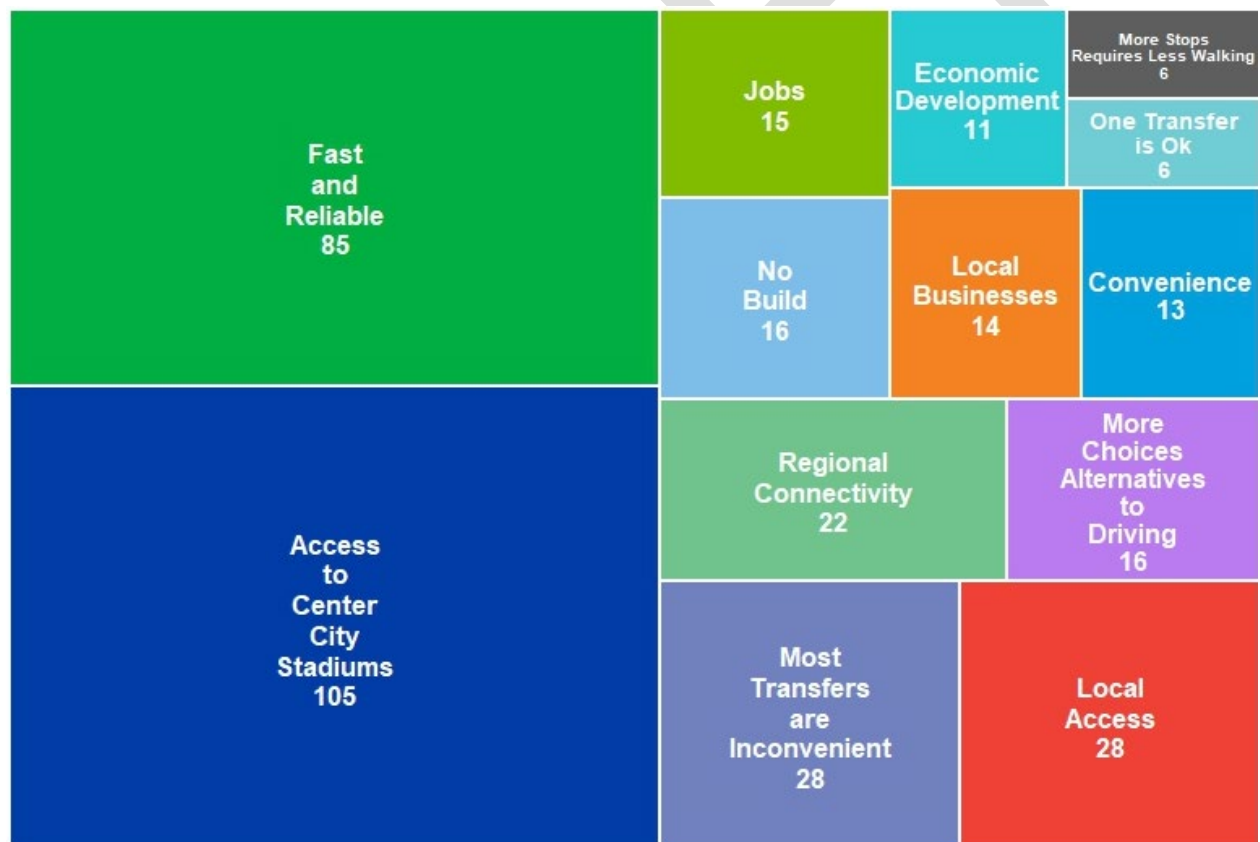 Fast
and
Reliable
85
Access
to
Center
City
Stadiums
105
Jobs
15
No
Build
16
Economic
Development
11
More Stops
Requires Less Walking
6
One Transfer
is Ok
6
Local
Businesses
14
Convenience
13
Regional
Connectivity
22
More
Choices
Alternatives
to
Driving
16
Most
Transfers
are
Inconvenient
28
Local
Access
28